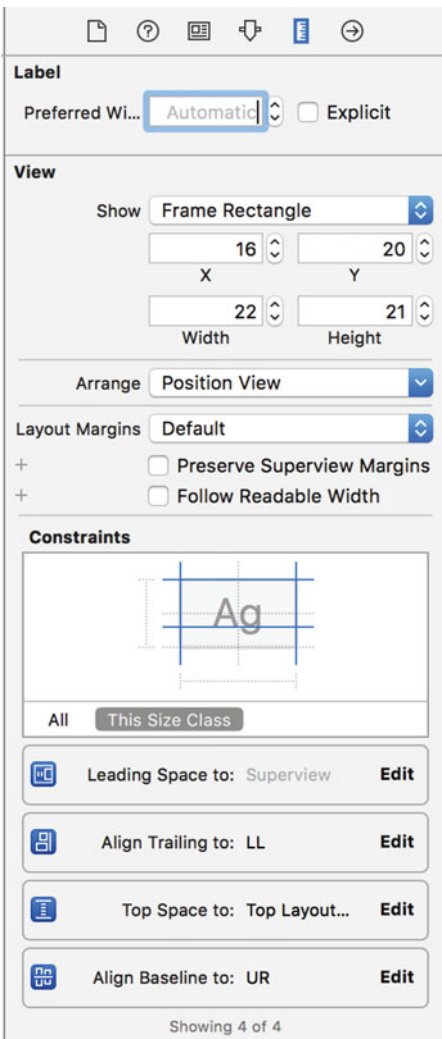 Label
Preferred Wi... Automatic Explicit
View
Show Frame Rectangle
16 20
X Y
22 21
Width Height
Arrange Position View
Layout Margins Default
+ Preserve Superview Margins
+ Follow Readable Width
Constraints
Ag
All This Size Class
Leading Space to: Superview Edit
Align Trailing to: LL Edit
Top Space to: Top Layout... Edit
Align Baseline to: UR Edit
Showing 4 of 4